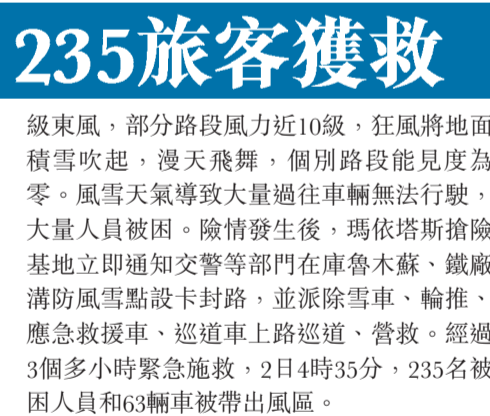 235旅客獲救
級東風，部分路段風力近10級，狂風將地面
積雪吹起，漫天飛舞，個別路段能見度為
零。風雪天氣導致大量過往車輛無法行駛，
大量人員被困。險情發生後，瑪依塔斯搶險
基地立即通知交警等部門在庫魯木蘇、鐵廠
溝防風雪點設卡封路，並派除雪車、輪推、
應急救援車、巡道車上路巡道、營救。經過
3個多小時緊急施救，2日4時35分，235名被
困人員和63輛車被帶出風區。